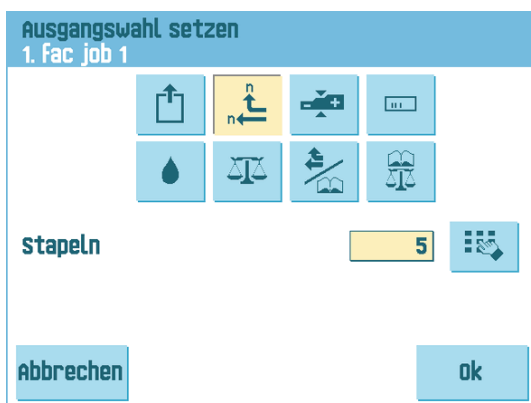 Ausgangswahl setzen
1. Fac job 1
n
n
Stapeln
5
Abbrechen
Ok